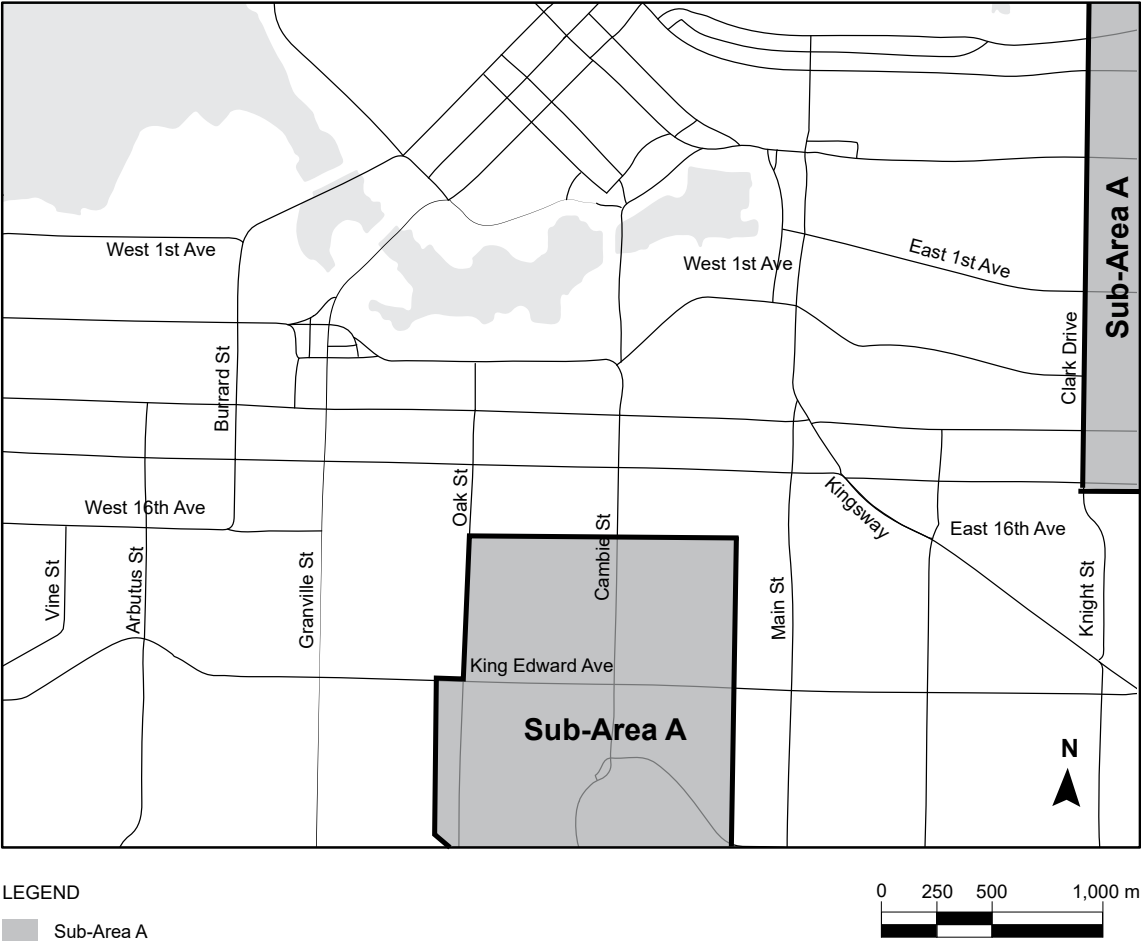 West 1st Ave
West 1st Ave
East 1st Ave
Sub-Area A
Clark Drive
Burrard St
West 16th Ave
Oak St
Cambie St
Kingsway
East 16th Ave
Vine St
Arbutus St
Granville St
Main St
Knight St
King Edward Ave
Sub-Area A
N
LEGEND
Sub-Area A
0 250 500 1,000 m